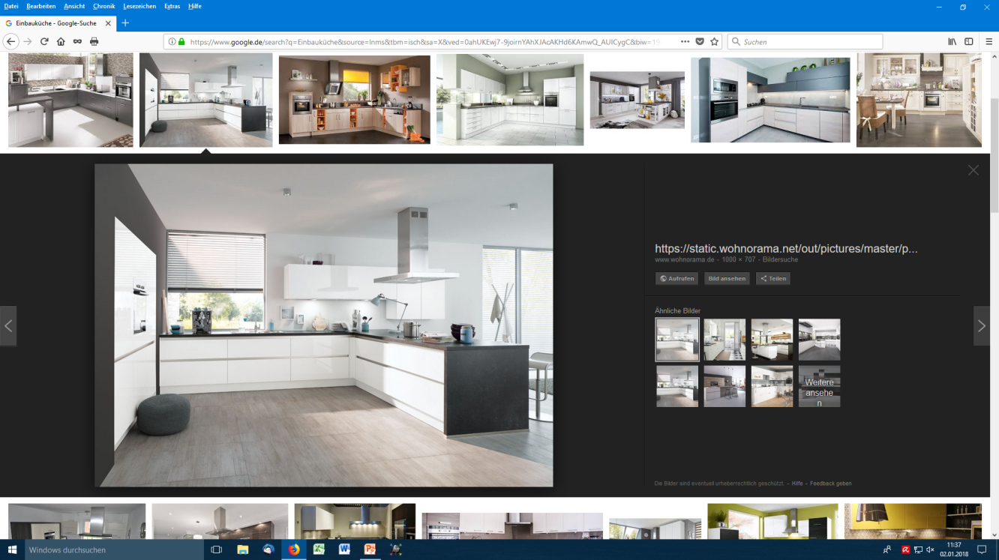 Datei Bearbeiten Ansicht Chronik Lesezeichen Extras Hilfe
Einbauküche - Google-Suche
https://www.google.de/search?q=Einbauküche&source=lnms&tbm=isch&sa=X&ved=0ahUKEwj7-9joirnYAhXJAcAKHd6KAmwQ_AUICygC&biw=19
Suchen
https://static.wohnorama.net/out/pictures/master/p...
www.wohnorama.de - 1000 × 707 - Bildersuche
Aufrufen Bild ansehen Teilen
Ähnliche Bilder
Weitere
ansehe
n
Die Bilder sind eventuell urheberrechtlich geschützt. - Hilfe - Feedback geben
Windows durchsuchen
11:37
02.01.2018